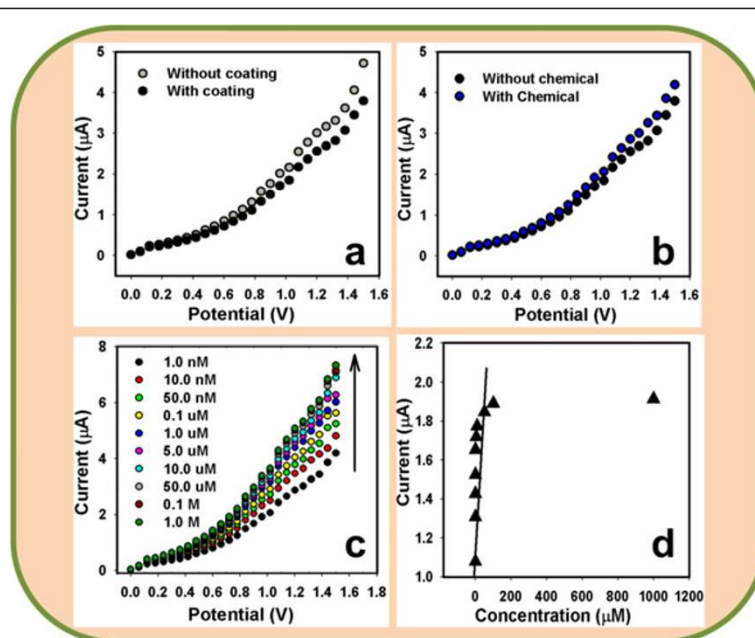 5
4
3
2
1
0
Current (µA)
Without coating
With coating
a
0.0 0.2 0.4 0.6 0.8 1.0 1.2 1.4 1.6
Potential (V)
5
4
3
2
1
0
Current (µA)
Without chemical
With Chemical
b
0.0 0.2 0.4 0.6 0.8 1.0 1.2 1.4 1.6
Potential (V)
8
6
4
2
0
Current (µA)
1.0 nM
10.0 nM
50.0 nM
0.1 uM
1.0 uM
5.0 uM
10.0 uM
50.0 uM
0.1 M
1.0 M
c
0.0 0.2 0.4 0.6 0.8 1.0 1.2 1.4 1.6 1.8
Potential (V)
2.2
2.0
1.8
1.6
1.4
1.2
1.0
Current (µA)
d
0 200 400 600 800 1000 1200
Concentration (µM)